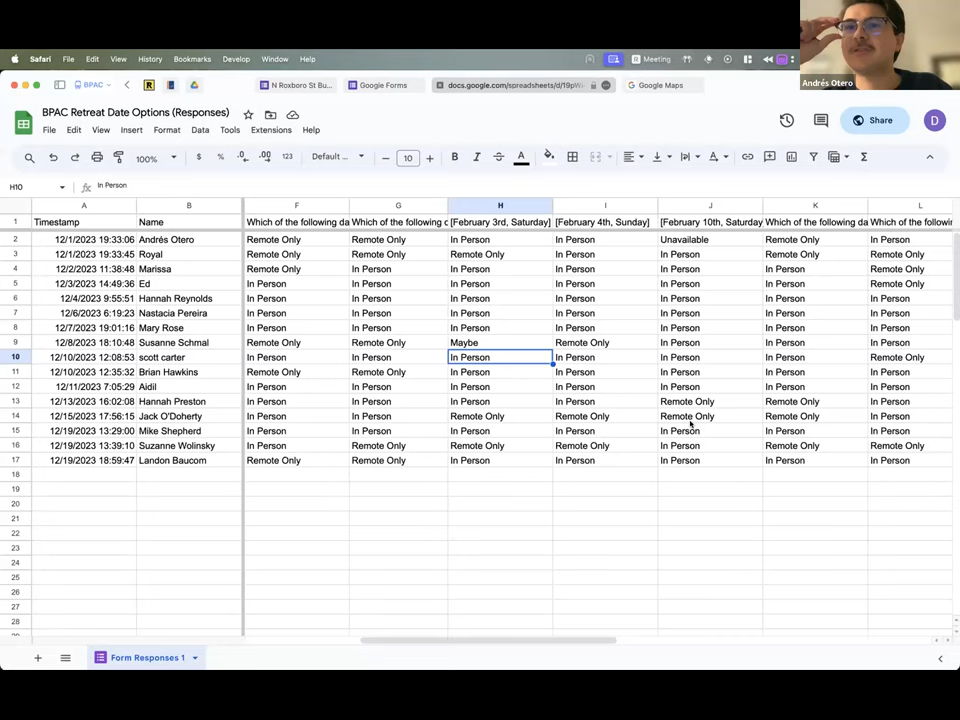 Andrés Otero
Safari File Edit View History Bookmarks Develop Window Help Meeting
BPAC N Roxboro St Bu... Google Forms docs.google.com/spreadsheets/d/19pW Google Maps
BPAC Retreat Date Options (Responses)
File Edit View Insert Format Data Tools Extensions Help
Share D
100% $ % .0 .00 123 Default ... 10 B I S A
H10 fx In Person
A B F G H I J K L
1 Timestamp Name Which of the following da Which of the following [February 3rd, Saturday] [February 4th, Sunday] [February 10th, Saturday Which of the following da Which of the followin
2 12/1/2023 19:33:06 Andrés Otero Remote Only Remote Only In Person In Person Unavailable Remote Only In Person
3 12/1/2023 19:33:45 Royal Remote Only Remote Only Remote Only In Person In Person Remote Only Remote Only
4 12/2/2023 11:38:48 Marissa Remote Only In Person In Person In Person In Person In Person Remote Only
5 12/3/2023 14:49:36 Ed In Person In Person In Person In Person In Person In Person Remote Only
6 12/4/2023 9:55:51 Hannah Reynolds In Person In Person In Person In Person In Person In Person In Person
7 12/6/2023 6:19:23 Nastacia Pereira In Person In Person In Person In Person In Person In Person In Person
8 12/7/2023 19:01:16 Mary Rose In Person In Person In Person In Person In Person In Person In Person
9 12/8/2023 18:10:48 Susanne Schmal Remote Only Remote Only Maybe Remote Only In Person In Person In Person
10 12/10/2023 12:08:53 scott carter In Person In Person In Person In Person In Person In Person Remote Only
11 12/10/2023 12:35:32 Brian Hawkins Remote Only Remote Only In Person In Person In Person In Person In Person
12 12/11/2023 7:05:29 Aidil In Person In Person In Person In Person In Person In Person In Person
13 12/13/2023 16:02:08 Hannah Preston In Person In Person In Person In Person Remote Only Remote Only In Person
14 12/15/2023 17:56:15 Jack O'Doherty In Person In Person Remote Only Remote Only Remote Only Remote Only In Person
15 12/19/2023 13:29:00 Mike Shepherd In Person In Person In Person In Person In Person In Person In Person
16 12/19/2023 13:39:10 Suzanne Wolinsky In Person Remote Only Remote Only Remote Only In Person Remote Only Remote Only
17 12/19/2023 18:59:47 Landon Baucom Remote Only Remote Only In Person In Person In Person In Person In Person
18
19
20
21
22
23
24
25
26
27
28
Form Responses 1